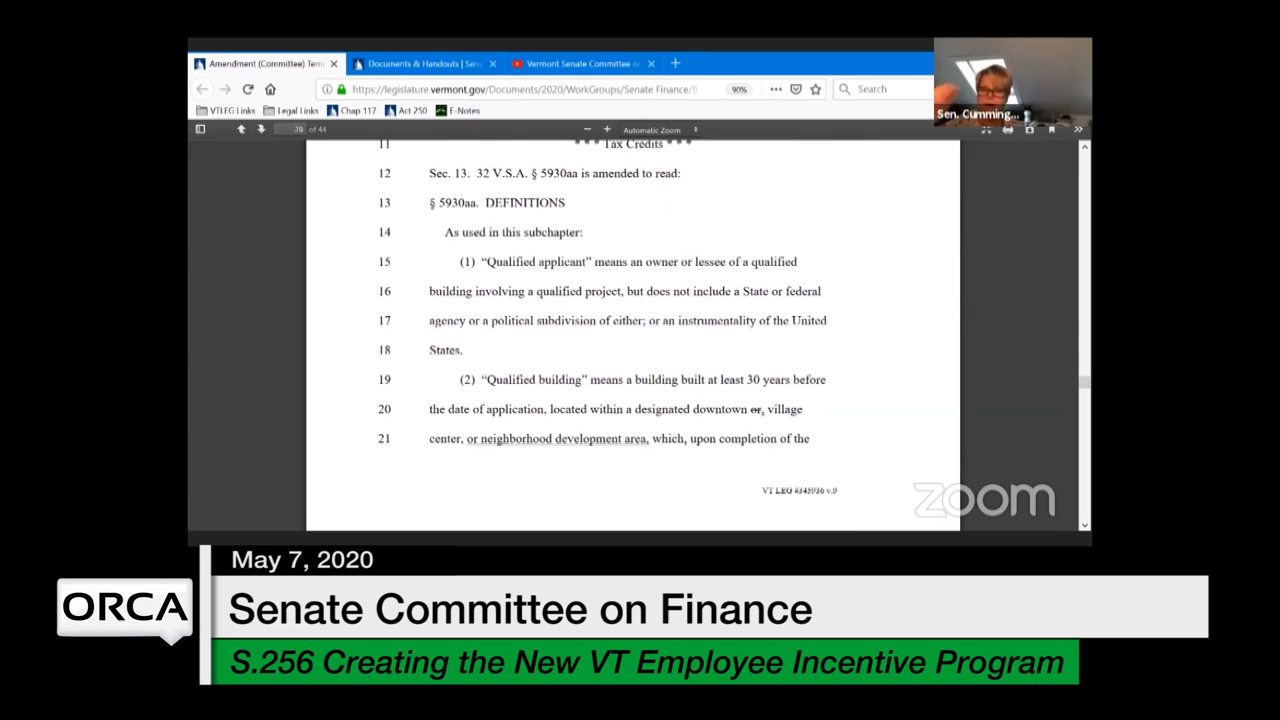 Amendment (Committee) Tem
Documents & Handouts | Sen
Vermont Senate Committee o
https://legislature.vermont.gov/Documents/2020/WorkGroups/Senate Finance/B
90%
Search
VTLEG Links
Legal Links
Chap 117
Act 250
E-Notes
Sen. Cumming...
28 of 44
Automatic Zoom
11 * * * Tax Credits * * *
12 Sec. 13. 32 V.S.A. § 5930aa is amended to read:
13 § 5930aa. DEFINITIONS
14 As used in this subchapter:
15 (1) “Qualified applicant” means an owner or lessee of a qualified
16 building involving a qualified project, but does not include a State or federal
17 agency or a political subdivision of either; or an instrumentality of the United
18 States.
19 (2) “Qualified building” means a building built at least 30 years before
20 the date of application, located within a designated downtown or, village
21 center, or neighborhood development area, which, upon completion of the
VT LEG #345936 v.9
zoom
May 7, 2020
ORCA
Senate Committee on Finance
S.256 Creating the New VT Employee Incentive Program